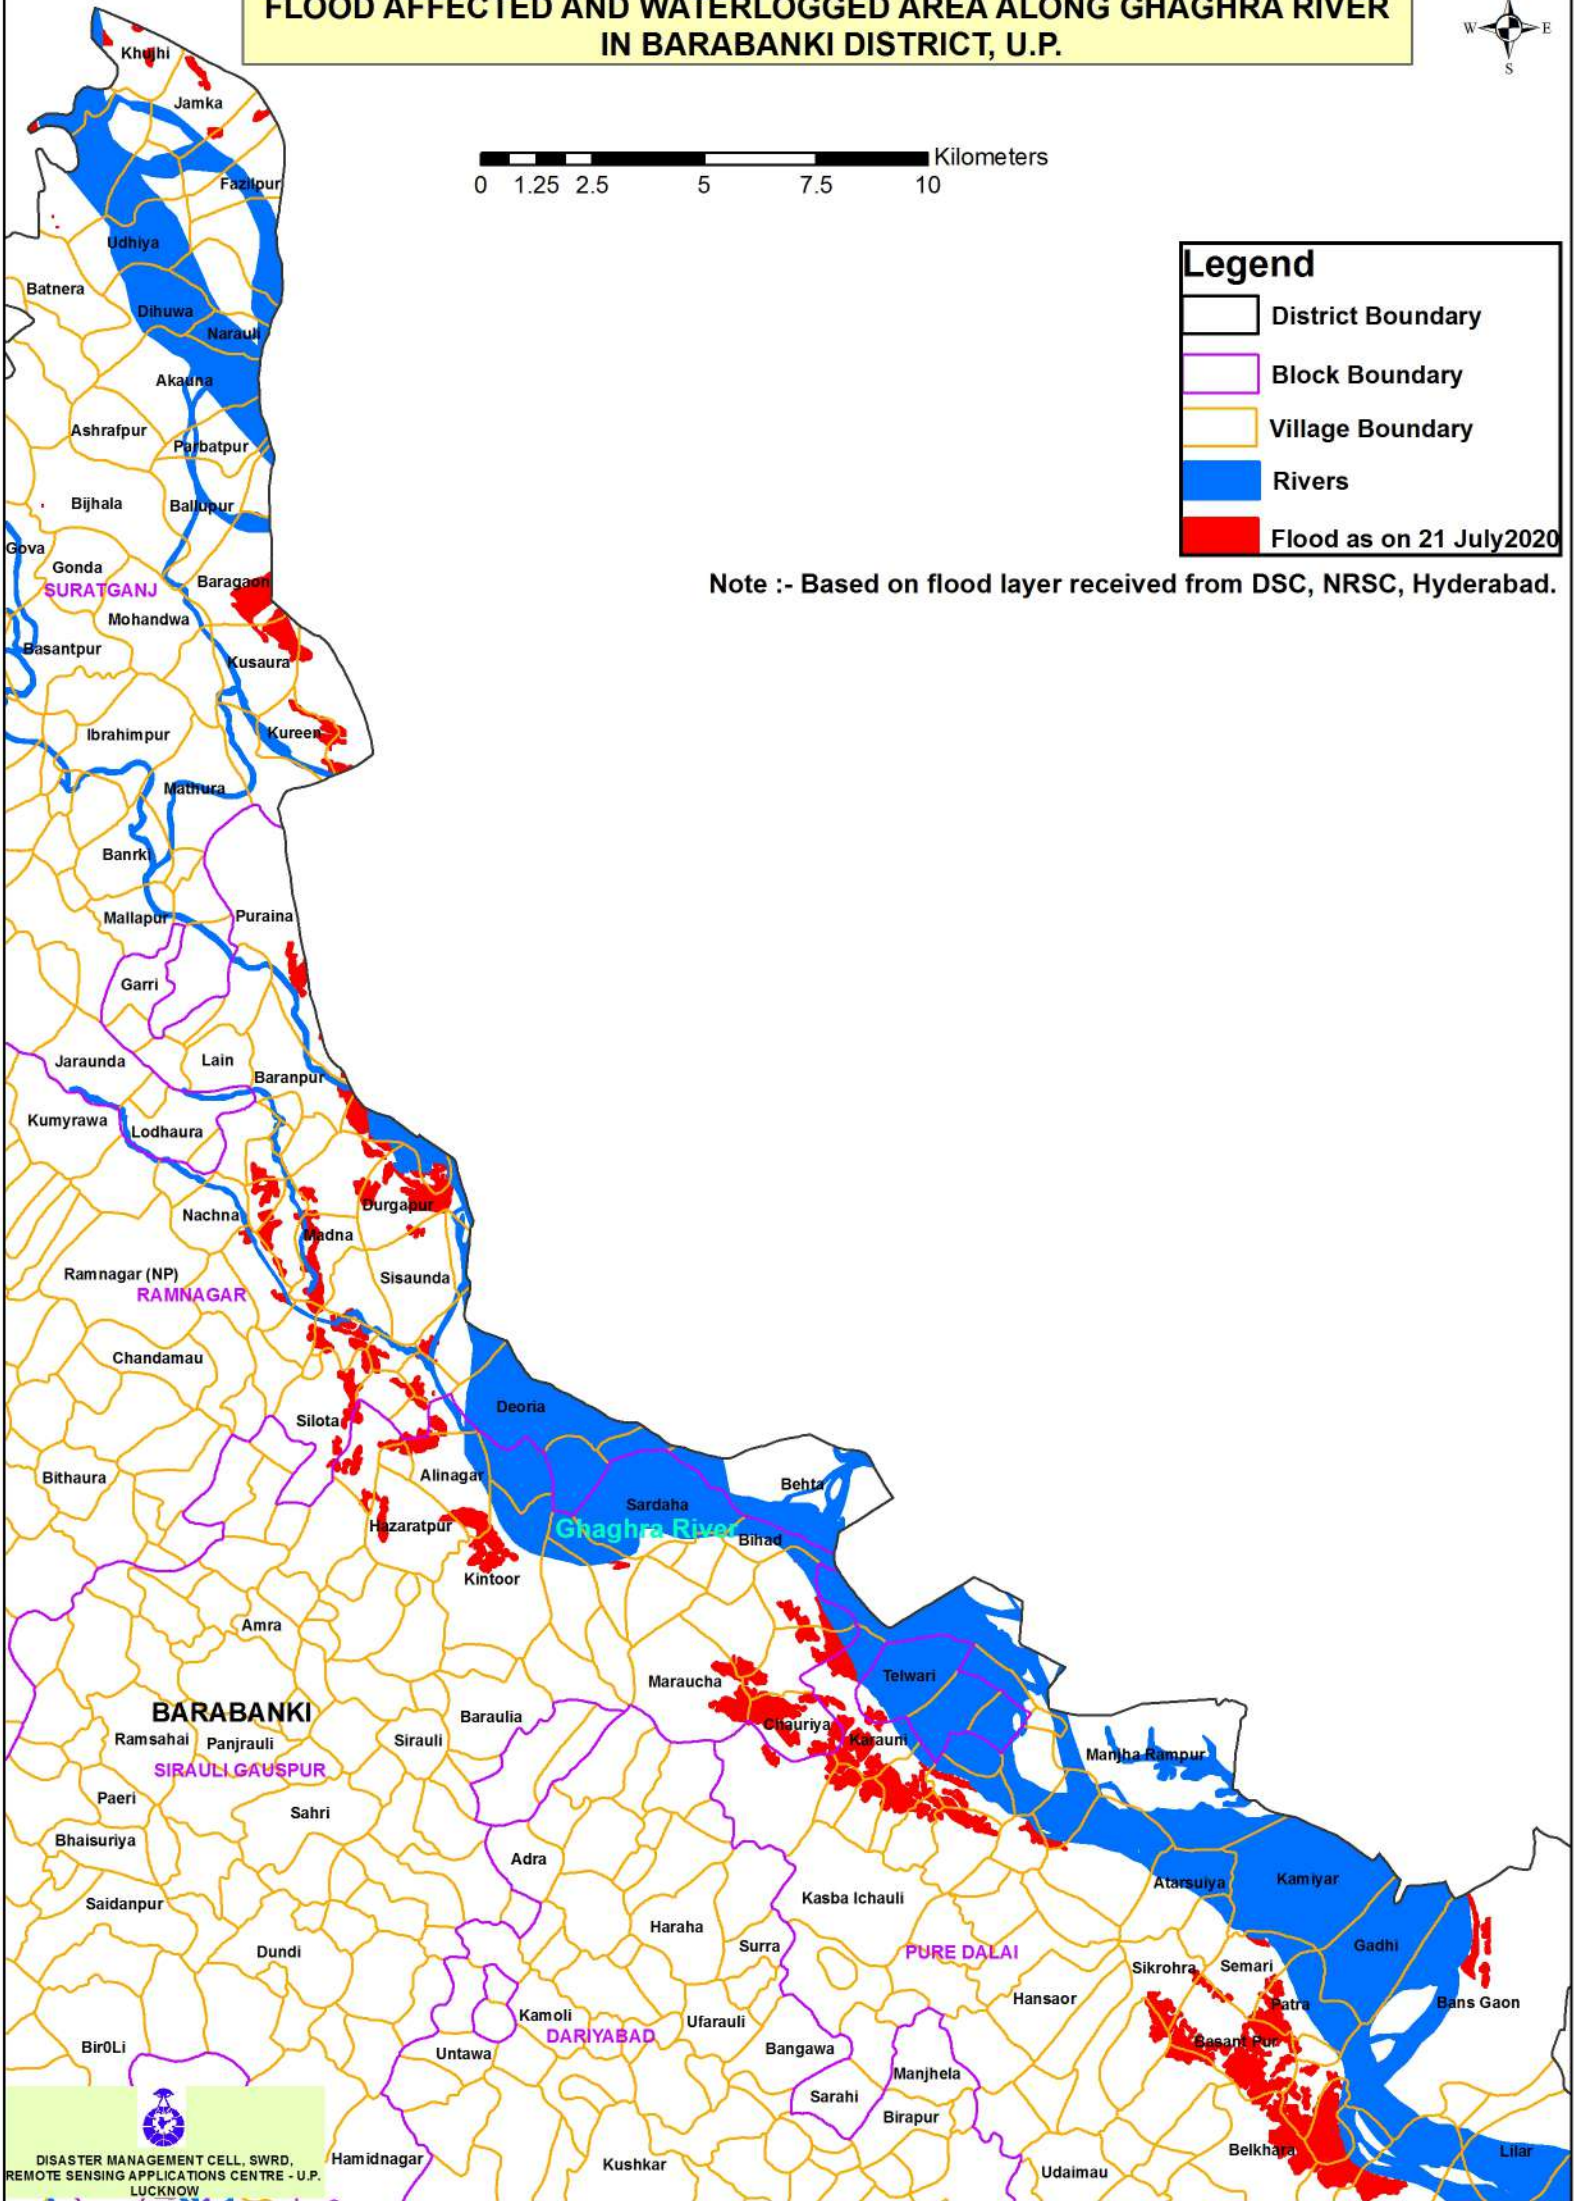 FLOOD AFFECTED AND WATERLOGGED AREA ALONG GHAGHRA RIVER
IN BARABANKI DISTRICT, U.P.
W E
S
Kilometers
0 1.25 2.5 5 7.5 10
Legend
District Boundary
Block Boundary
Village Boundary
Rivers
Flood as on 21 July2020
Note :- Based on flood layer received from DSC, NRSC, Hyderabad.
Khujhi
Jamka
Fazilpur
Udhiya
Batnera
Dihuwa
Narauli
Akauna
Ashrafpur
Parbatpur
Bijhala
Ballupur
Gova
Gonda
SURATGANJ
Baragaon
Mohandwa
Basantpur
Kusaura
Ibrahimpur
Kureen
Mathura
Banrki
Mallapur
Puraina
Garri
Jaraunda
Lain
Baranpur
Kumyrawa
Lodhaura
Durgapur
Nachna
Madna
Ramnagar (NP)
Sisaunda
RAMNAGAR
Chandamau
Deoria
Silota
Bithaura
Alinagar
Behta
Sardaha
Hazaratpur
Ghaghra River
Bihad
Kintoor
Amra
Maraucha
Telwari
BARABANKI
Baraulia
Chauriya
Ramsahai
Panjrauli
Sirauli
Karauni
Manjha Rampur
SIRAULI GAUSPUR
Paeri
Sahri
Bhaisuriya
Adra
Atarsuiya
Kamiyar
Saidanpur
Kasba Ichauli
Haraha
Dundi
Surra
PURE DALAI
Gadhi
Sikrohra
Semari
Hansaor
Patra
Bans Gaon
Kamoli
Ufarauli
DARIYABAD
Basant Pur
Bir0Li
Untawa
Bangawa
Manjhela
Sarahi
Birapur
Belkhara
Lilar
Hamidnagar
Kushkar
Udaimau
DISASTER MANAGEMENT CELL, SWRD,
REMOTE SENSING APPLICATIONS CENTRE - U.P.
LUCKNOW